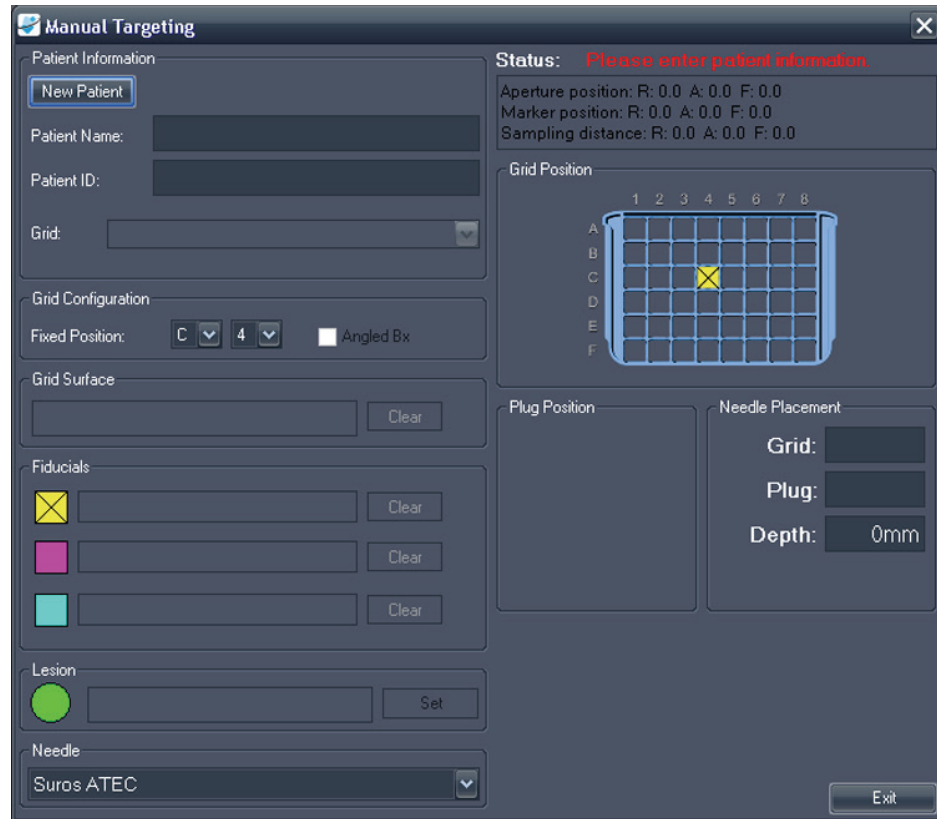 Manual Targeting
Patient Information
New Patient
Patient Name:
Patient ID:
Grid:
Grid Configuration
Fixed Position:
C
4
Angled Bx
Grid Surface
Clear
Fiducials
Clear
Clear
Clear
Lesion
Set
Needle
Suros ATEC
Status: Please enter patient information
Aperture position: R: 0.0 A: 0.0 F: 0.0
Marker position: R: 0.0 A: 0.0 F: 0.0
Sampling distance: R: 0.0 A: 0.0 F: 0.0
Grid Position
1 2 3 4 5 6 7 8
A
B
C
D
E
F
Plug Position
Needle Placement
Grid:
Plug:
Depth: 0mm
Exit